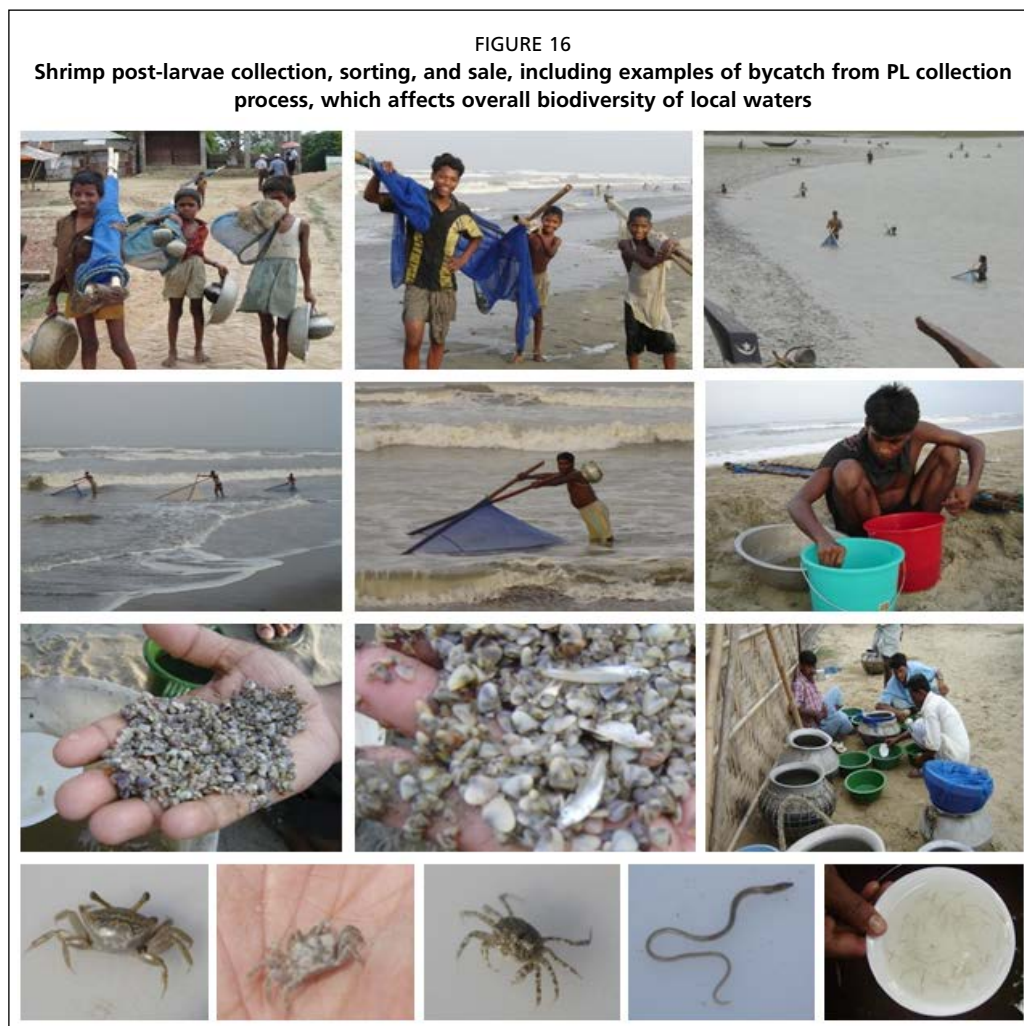 FIGURE 16
Shrimp post-larvae collection, sorting, and sale, including examples of bycatch from PL collection
process, which affects overall biodiversity of local waters